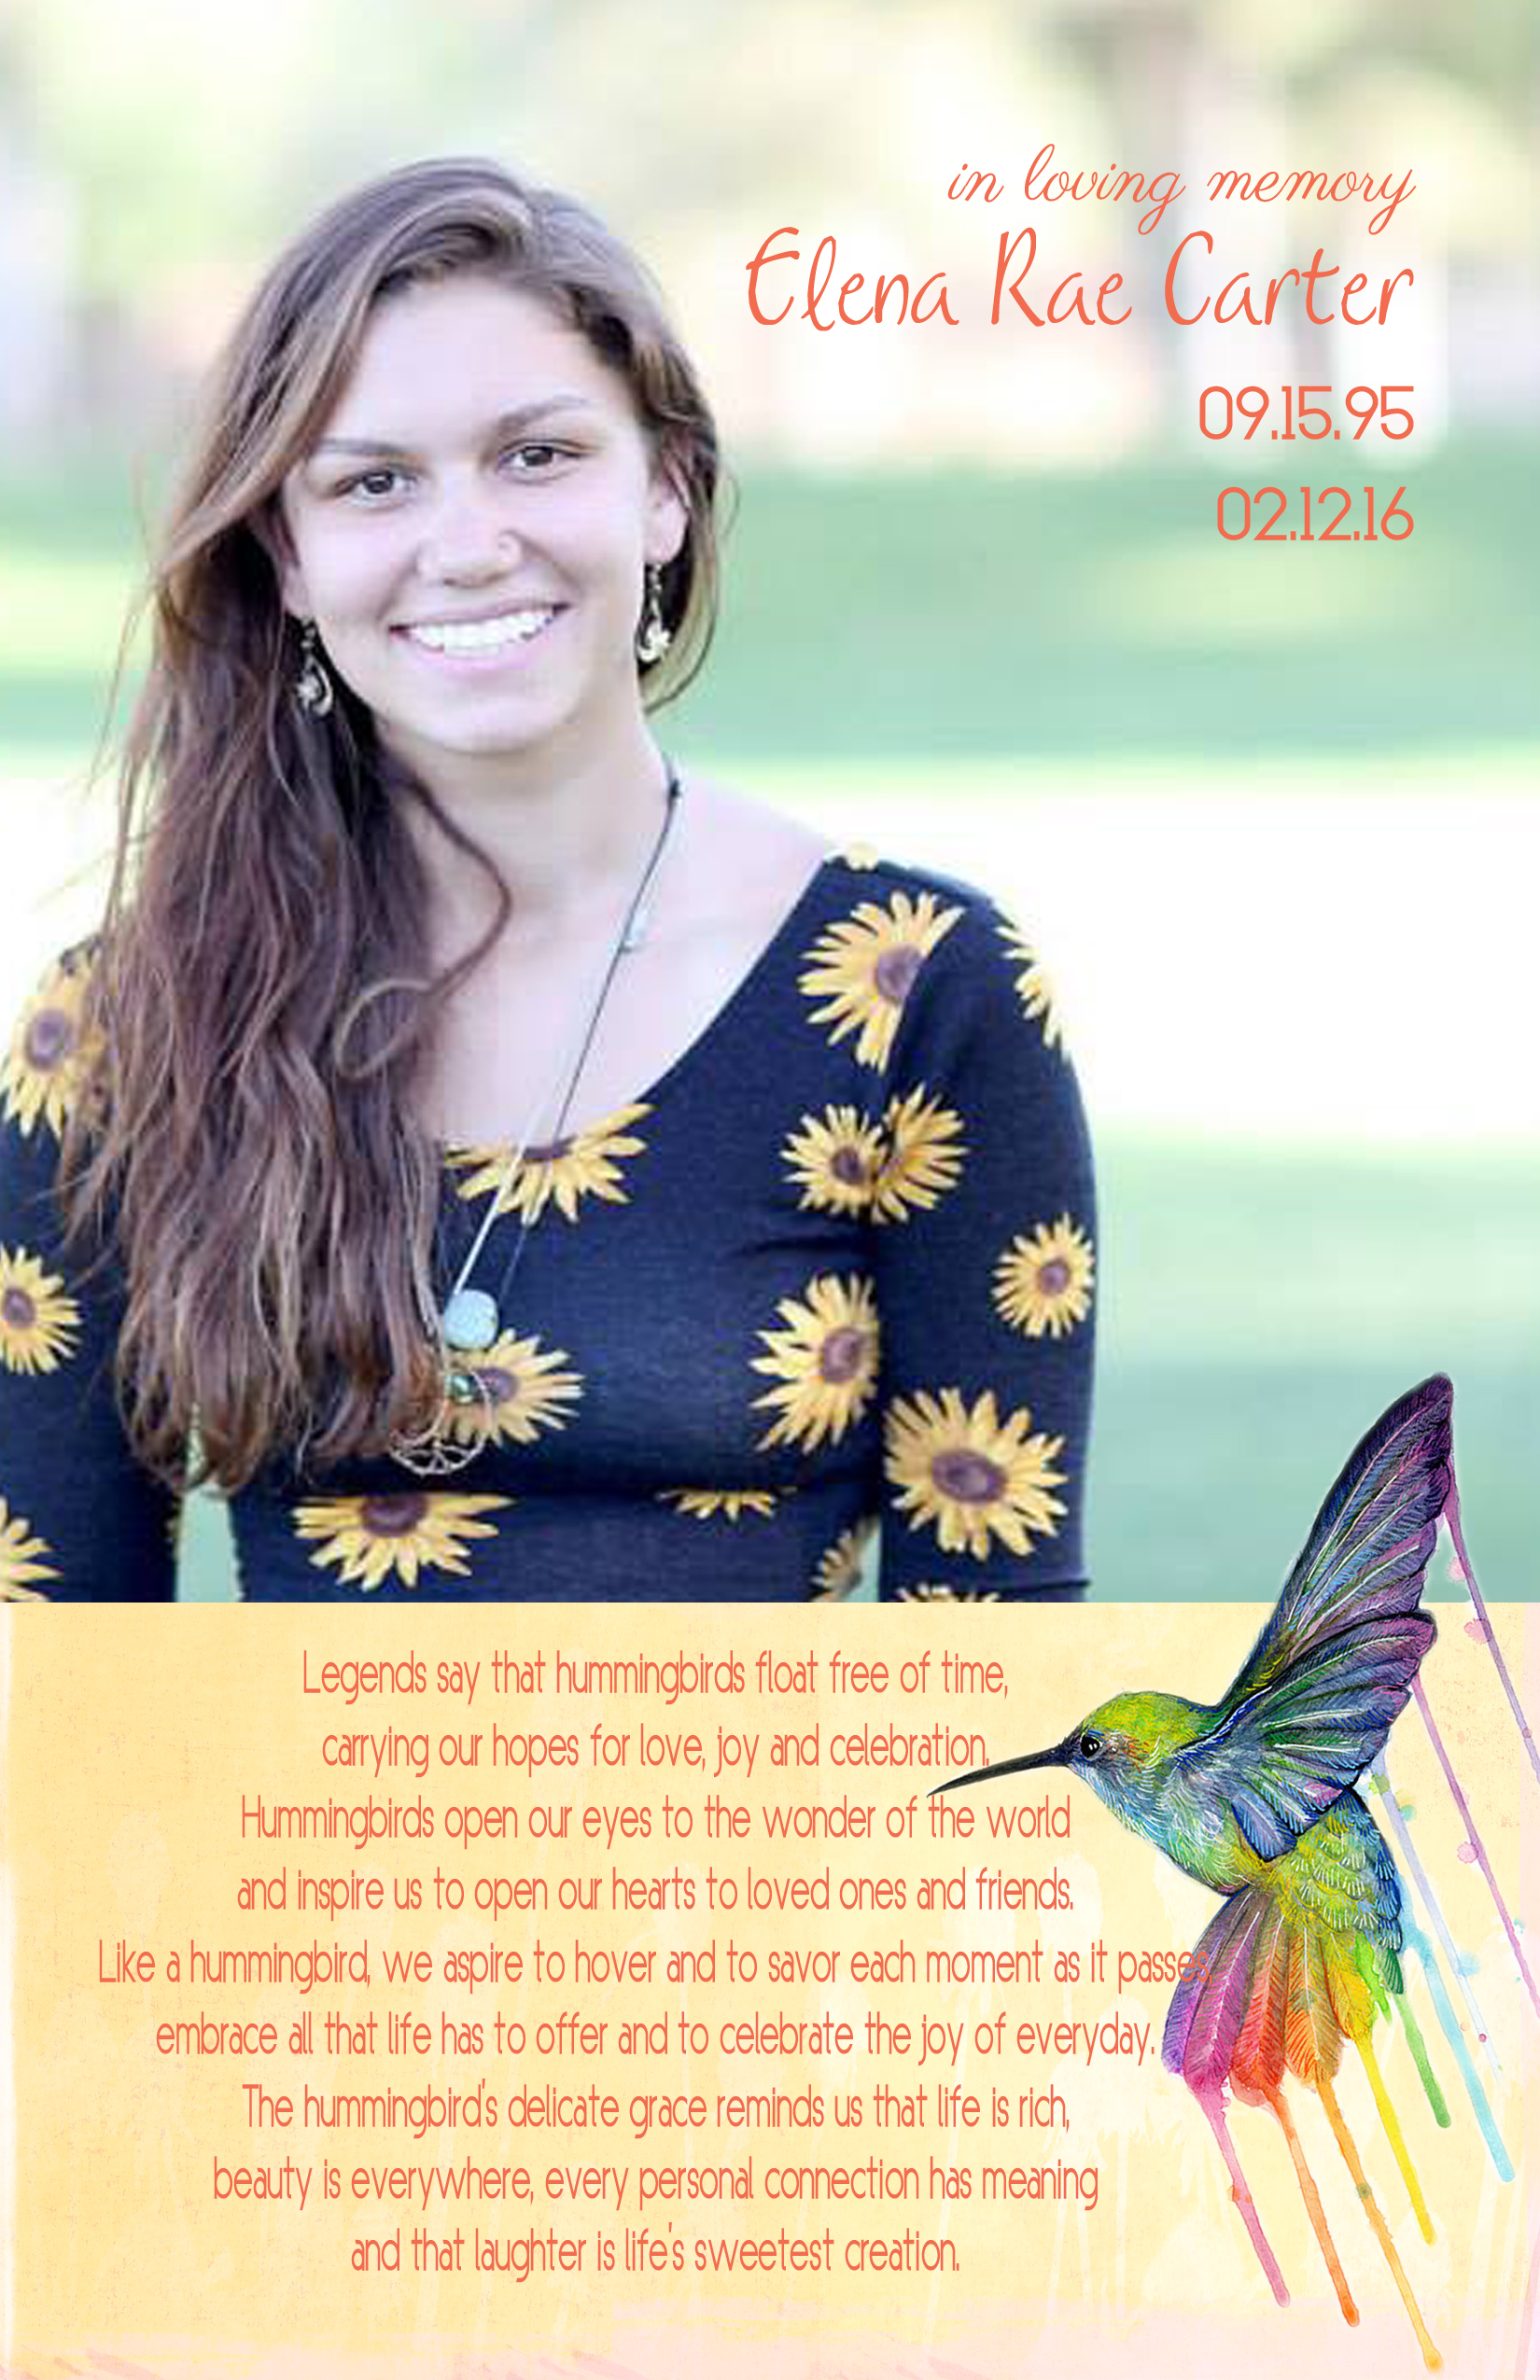 in loving memory
Elena Rae Carter
09.15.95
02.12.16
Legends say that hummingbirds float free of time,
carrying our hopes for love, joy and celebration.
Hummingbirds open our eyes to the wonder of the world
and inspire us to open our hearts to loved ones and friends.
Like a hummingbird, we aspire to hover and to savor each moment as it passes,
embrace all that life has to offer and to celebrate the joy of everyday.
The hummingbird's delicate grace reminds us that life is rich,
beauty is everywhere, every personal connection has meaning
and that laughter is life's sweetest creation.